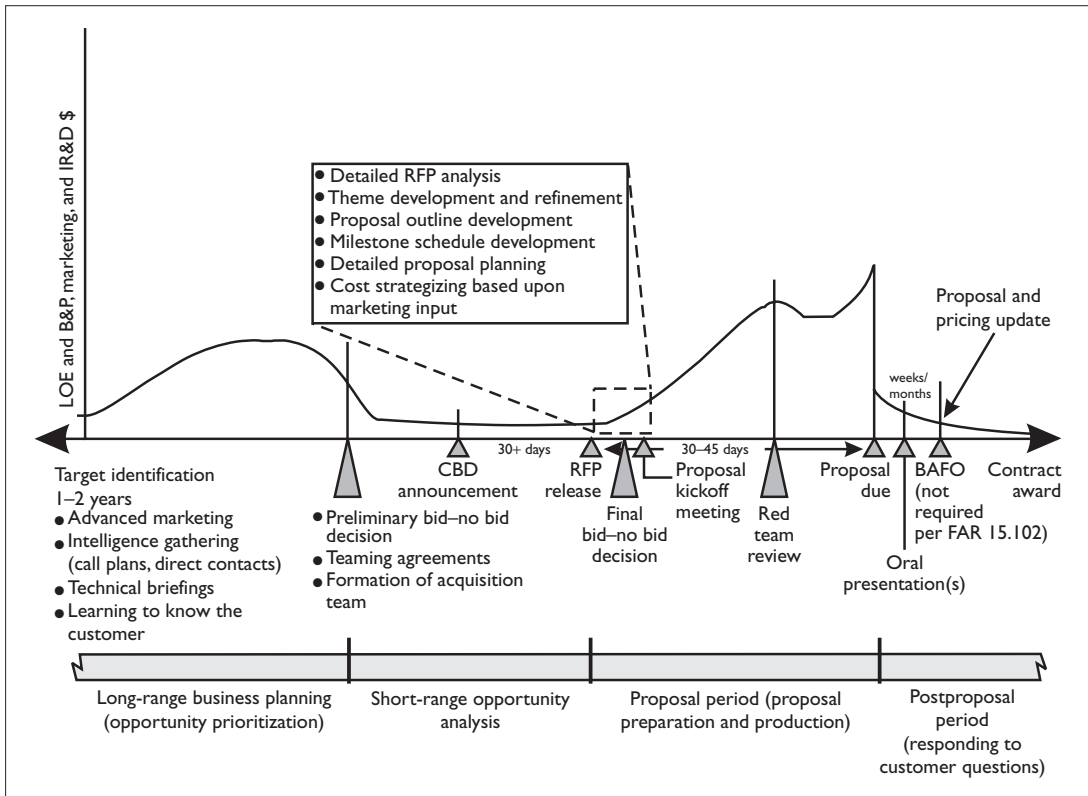 LOE and B&P, marketing, and IR&D $
● Detailed RFP analysis
● Theme development and refinement
● Proposal outline development
● Milestone schedule development
● Detailed proposal planning
● Cost strategizing based upon
marketing input
Proposal and
pricing update
weeks/
months
Target identification
1–2 years
● Advanced marketing
● Intelligence gathering
(call plans, direct contacts)
● Technical briefings
● Learning to know the
customer
● Preliminary bid–no bid
decision
● Teaming agreements
● Formation of acquisition
team
CBD
announcement
30+ days
RFP
release
Final
bid–no bid
decision
30–45 days
Proposal
kickoff
meeting
Red
team
review
Proposal
due
Oral
presentation(s)
BAFO
(not
required
per FAR 15.102)
Contract
award
Long-range business planning
(opportunity prioritization)
Short-range opportunity
analysis
Proposal period (proposal
preparation and production)
Postproposal
period
(responding to
customer questions)